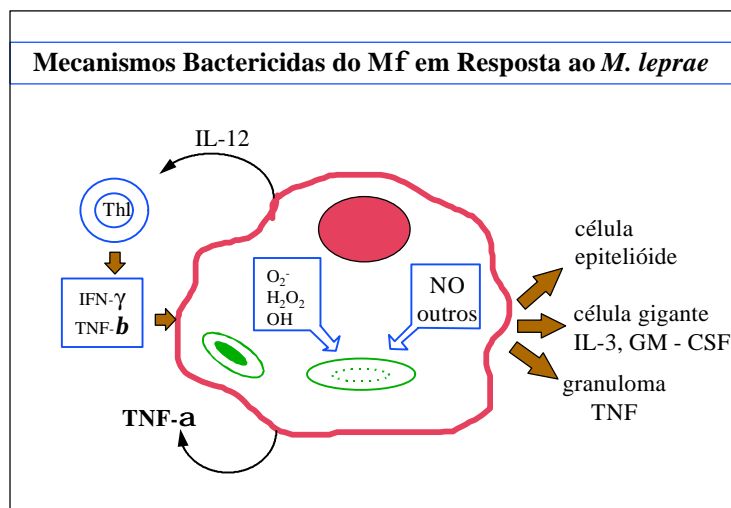 Mecanismos Bactericidas do Mf em Resposta ao M. leprae
IL-12
Th1
IFN-γ
TNF-b
O₂⁻
H₂O₂
OH
NO
outros
célula
epitelióide
célula gigante
IL-3, GM - CSF
granuloma
TNF
TNF-a